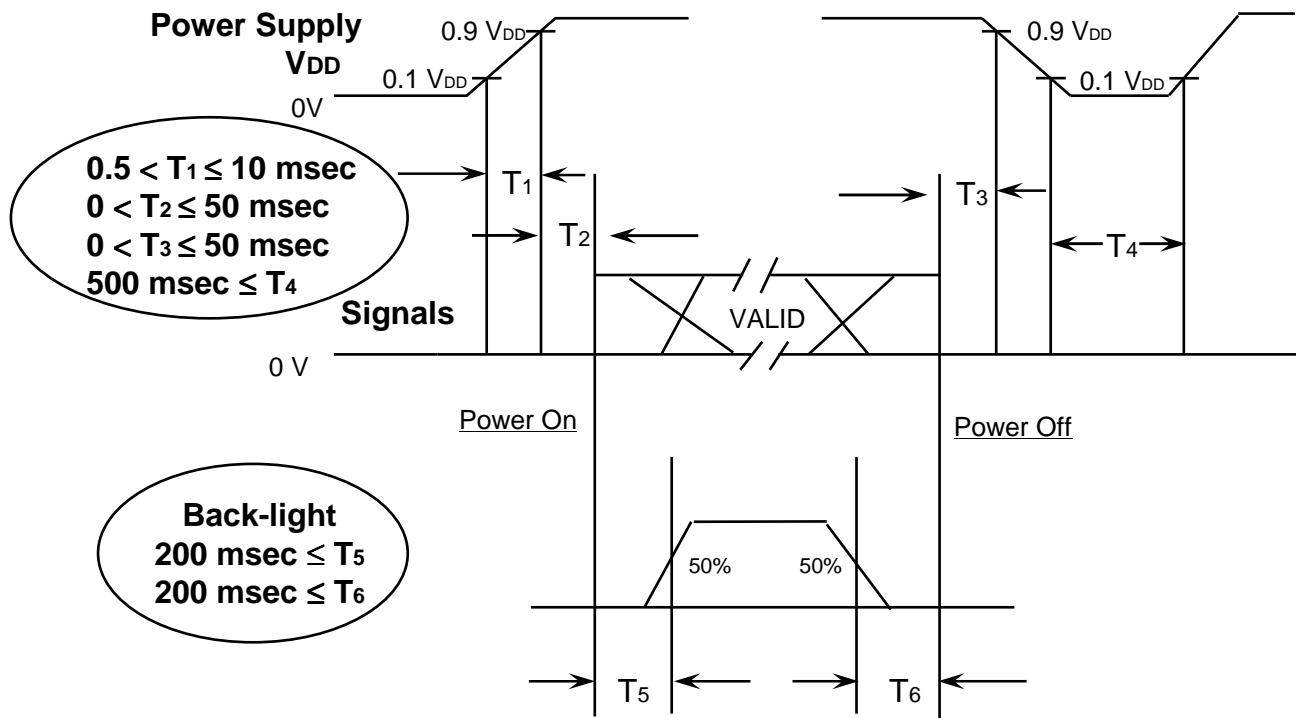 Power Supply
VDD
0.9 VDD
0.1 VDD
0V
0.9 VDD
0.1 VDD
0.5 < T1 ≤ 10 msec
0 < T2 ≤ 50 msec
0 < T3 ≤ 50 msec
500 msec ≤ T4
T1
T2
T3
T4
Signals
VALID
0 V
Power On
Power Off
Back-light
200 msec ≤ T5
200 msec ≤ T6
50%
50%
T5
T6